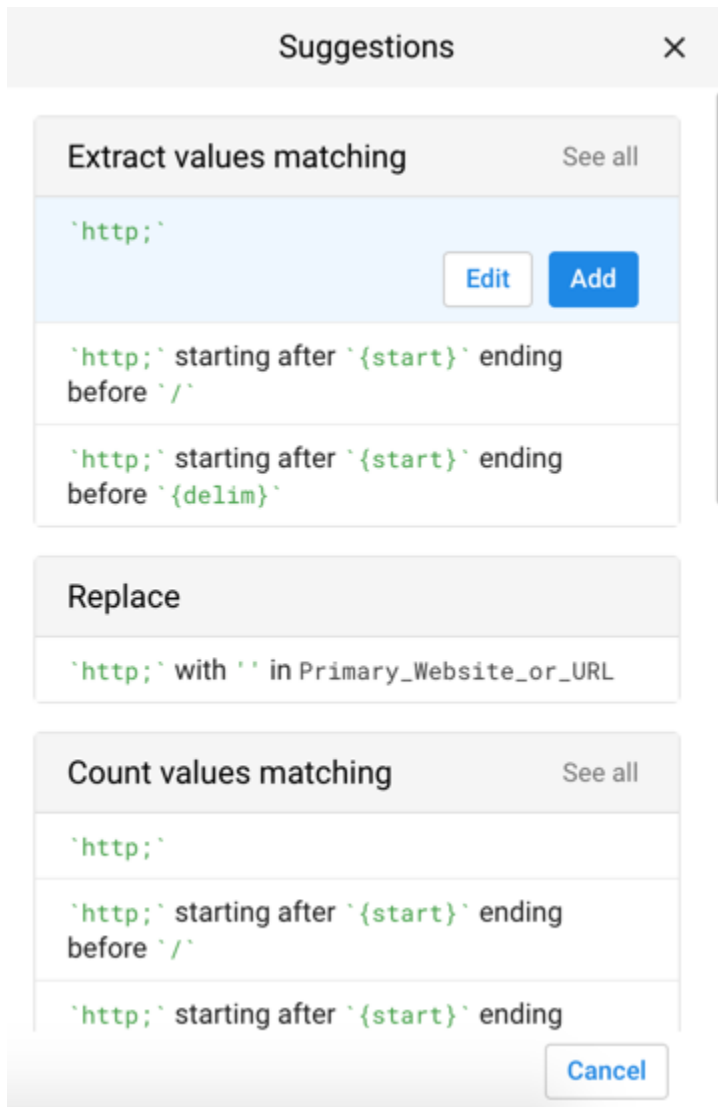 Suggestions
Extract values matching See all
`http;`
Edit Add
`http;` starting after `{start}` ending
before `/`
`http;` starting after `{start}` ending
before `{delim}`
Replace
`http;` with '' in Primary_Website_or_URL
Count values matching See all
`http;`
`http;` starting after `{start}` ending
before `/`
`http;` starting after `{start}` ending
Cancel